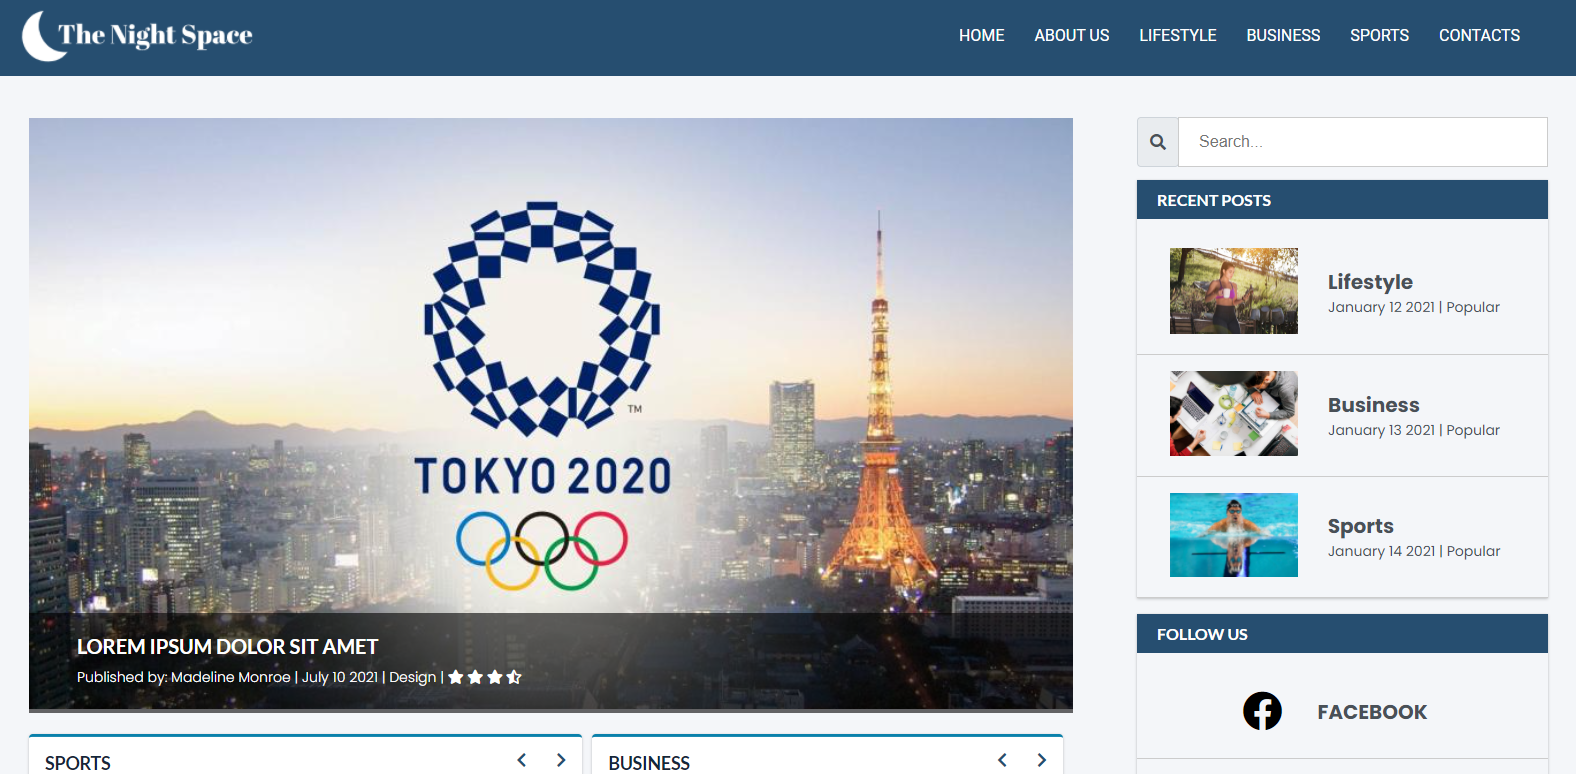 The Night Space
HOME ABOUT US LIFESTYLE BUSINESS SPORTS CONTACTS
TM
TOKYO 2020
LOREM IPSUM DOLOR SIT AMET
Published by: Madeline Monroe | July 10 2021 | Design |
SPORTS
BUSINESS
Search...
RECENT POSTS
Lifestyle
January 12 2021 | Popular
Business
January 13 2021 | Popular
Sports
January 14 2021 | Popular
FOLLOW US
FACEBOOK